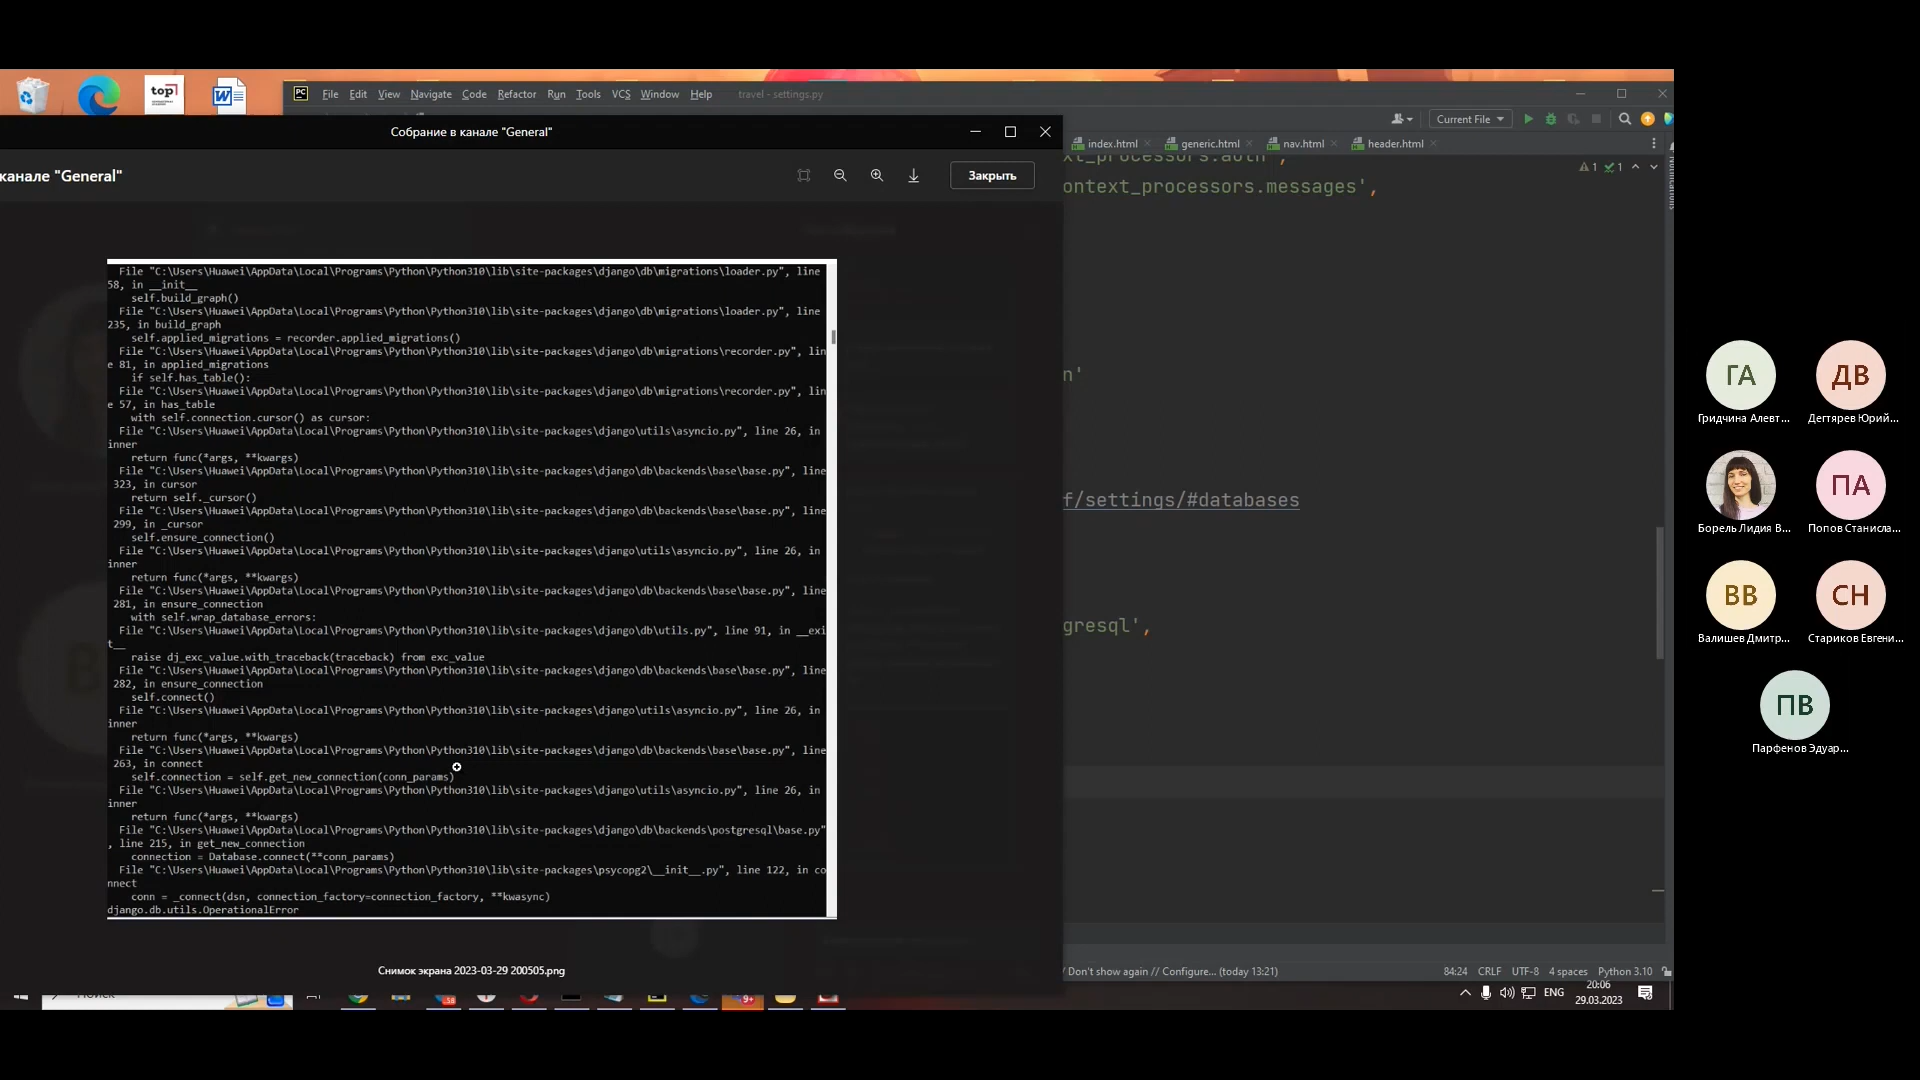 top
File Edit View Navigate Code Refactor Run Tools VCS Window Help travel - settings.py
Собрание в канале "General"
Current File
index.html generic.html nav.html header.html
канале "General"
Закрыть
1 1
ontext_processors.messages',
File "C:\Users\Huawei\AppData\Local\Programs\Python\Python310\lib\site-packages\django\db\migrations\loader.py", line
58, in __init__
self.build_graph()
File "C:\Users\Huawei\AppData\Local\Programs\Python\Python310\lib\site-packages\django\db\migrations\loader.py", line
235, in build_graph
self.applied_migrations = recorder.applied_migrations()
File "C:\Users\Huawei\AppData\Local\Programs\Python\Python310\lib\site-packages\django\db\migrations\recorder.py", lin
e 81, in applied_migrations
if self.has_table():
File "C:\Users\Huawei\AppData\Local\Programs\Python\Python310\lib\site-packages\django\db\migrations\recorder.py", lin
e 57, in has_table
with self.connection.cursor() as cursor:
File "C:\Users\Huawei\AppData\Local\Programs\Python\Python310\lib\site-packages\django\utils\asyncio.py", line 26, in
inner
return func(*args, **kwargs)
File "C:\Users\Huawei\AppData\Local\Programs\Python\Python310\lib\site-packages\django\db\backends\base\base.py", line
323, in cursor
return self._cursor()
File "C:\Users\Huawei\AppData\Local\Programs\Python\Python310\lib\site-packages\django\db\backends\base\base.py", line
299, in _cursor
self.ensure_connection()
File "C:\Users\Huawei\AppData\Local\Programs\Python\Python310\lib\site-packages\django\utils\asyncio.py", line 26, in
inner
return func(*args, **kwargs)
File "C:\Users\Huawei\AppData\Local\Programs\Python\Python310\lib\site-packages\django\db\backends\base\base.py", line
281, in ensure_connection
with self.wrap_database_errors:
File "C:\Users\Huawei\AppData\Local\Programs\Python\Python310\lib\site-packages\django\db\utils.py", line 91, in __exi
t__
raise dj_exc_value.with_traceback(traceback) from exc_value
File "C:\Users\Huawei\AppData\Local\Programs\Python\Python310\lib\site-packages\django\db\backends\base\base.py", line
282, in ensure_connection
self.connect()
File "C:\Users\Huawei\AppData\Local\Programs\Python\Python310\lib\site-packages\django\utils\asyncio.py", line 26, in
inner
return func(*args, **kwargs)
File "C:\Users\Huawei\AppData\Local\Programs\Python\Python310\lib\site-packages\django\db\backends\base\base.py", line
263, in connect
self.connection = self.get_new_connection(conn_params)
File "C:\Users\Huawei\AppData\Local\Programs\Python\Python310\lib\site-packages\django\utils\asyncio.py", line 26, in
inner
return func(*args, **kwargs)
File "C:\Users\Huawei\AppData\Local\Programs\Python\Python310\lib\site-packages\django\db\backends\postgresql\base.py"
, line 215, in get_new_connection
connection = Database.connect(**conn_params)
File "C:\Users\Huawei\AppData\Local\Programs\Python\Python310\lib\site-packages\psycopg2\__init__.py", line 122, in co
nnect
conn = _connect(dsn, connection_factory=connection_factory, **kwasync)
django.db.utils.OperationalError
n'
f/settings/#databases
gresql',
Снимок экрана 2023-03-29 200505.png
/ Don't show again // Configure... (today 13:21)
84:24 CRLF UTF-8 4 spaces Python 3.10
ENG
20:06
29.03.2023
ГА ДВ
Гридчина Алевт... Дегтярев Юрий...
ПА
Борель Лидия В... Попов Станисла...
ВВ СН
Валишев Дмитр... Стариков Евгени...
ПВ
Парфенов Эдуар...